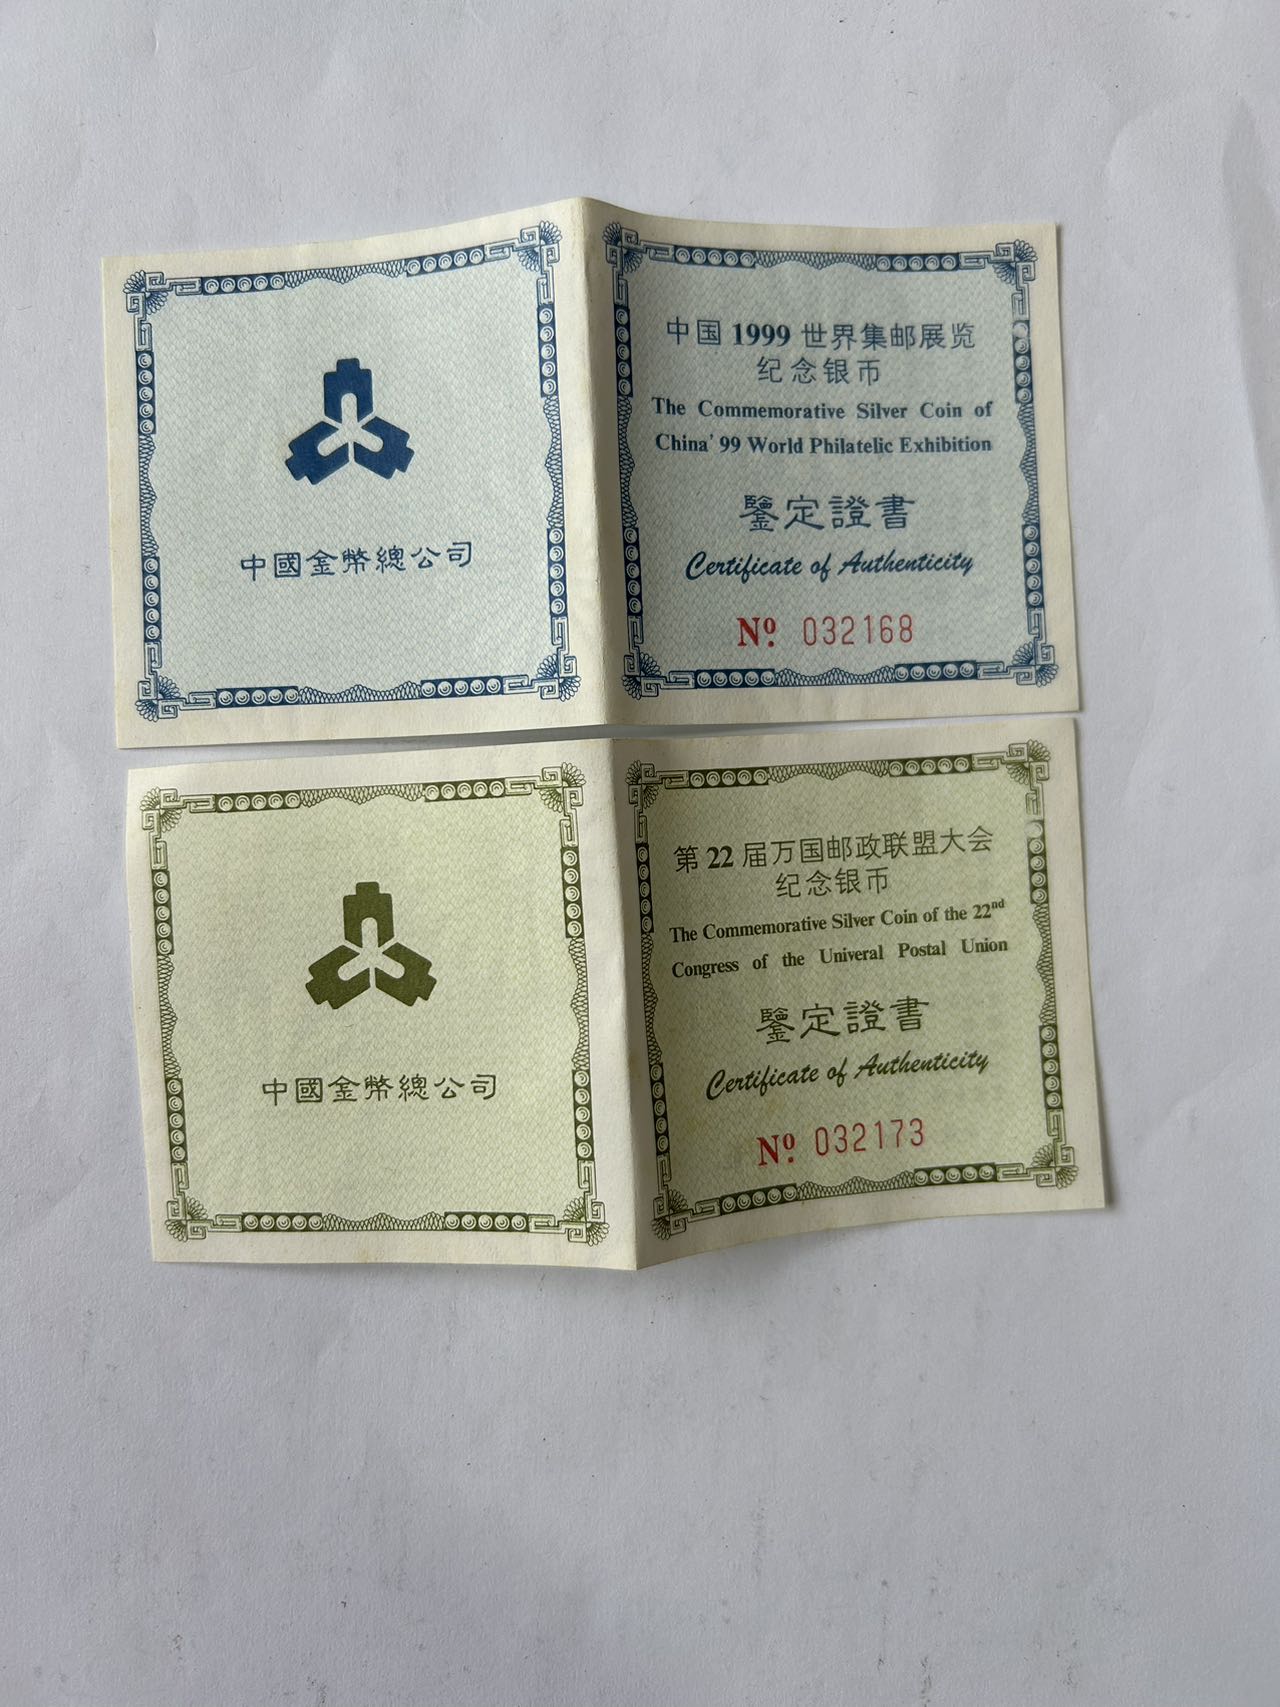 中國金幣總公司
中国 1999 世界集邮展览
纪念银币
The Commemorative Silver Coin of
China' 99 World Philatelic Exhibition
鑒定證書
Certificate of Authenticity
Nº. 032168
中國金幣總公司
第 22 届万国邮政联盟大会
纪念银币
The Commemorative Silver Coin of the 22nd
Congress of the Univeral Postal Union
鑒定證書
Certificate of Authenticity
Nº. 032173